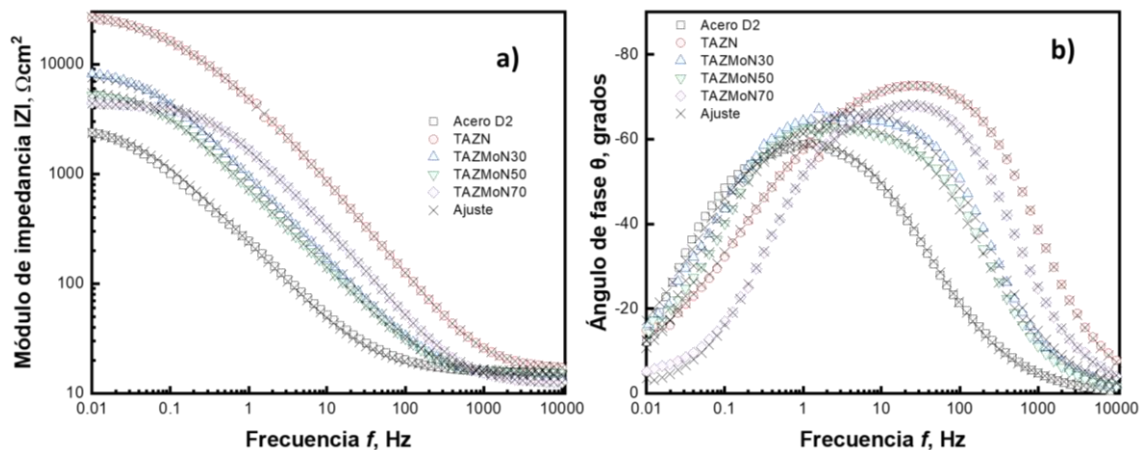 a)
Módulo de impedancia IZI, Ωcm²
10000
1000
100
10
Acero D2
TAZN
TAZMoN30
TAZMoN50
TAZMoN70
Ajuste
0.01 0.1 1 10 100 1000 10000
Frecuencia f, Hz
b)
Ángulo de fase θ, grados
-80
-60
-40
-20
0
Acero D2
TAZN
TAZMoN30
TAZMoN50
TAZMoN70
Ajuste
0.01 0.1 1 10 100 1000 10000
Frecuencia f, Hz